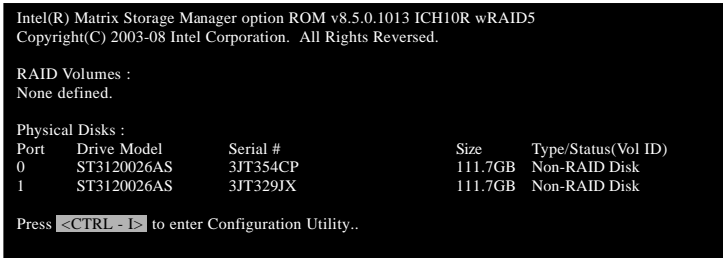 Intel(R) Matrix Storage Manager option ROM v8.5.0.1013 ICH10R wRAID5
Copyright(C) 2003-08 Intel Corporation. All Rights Reversed.
RAID Volumes :
None defined.
Physical Disks :
Port Drive Model Serial # Size Type/Status(Vol ID)
0 ST3120026AS 3JT354CP 111.7GB Non-RAID Disk
1 ST3120026AS 3JT329JX 111.7GB Non-RAID Disk
Press <CTRL - I> to enter Configuration Utility..